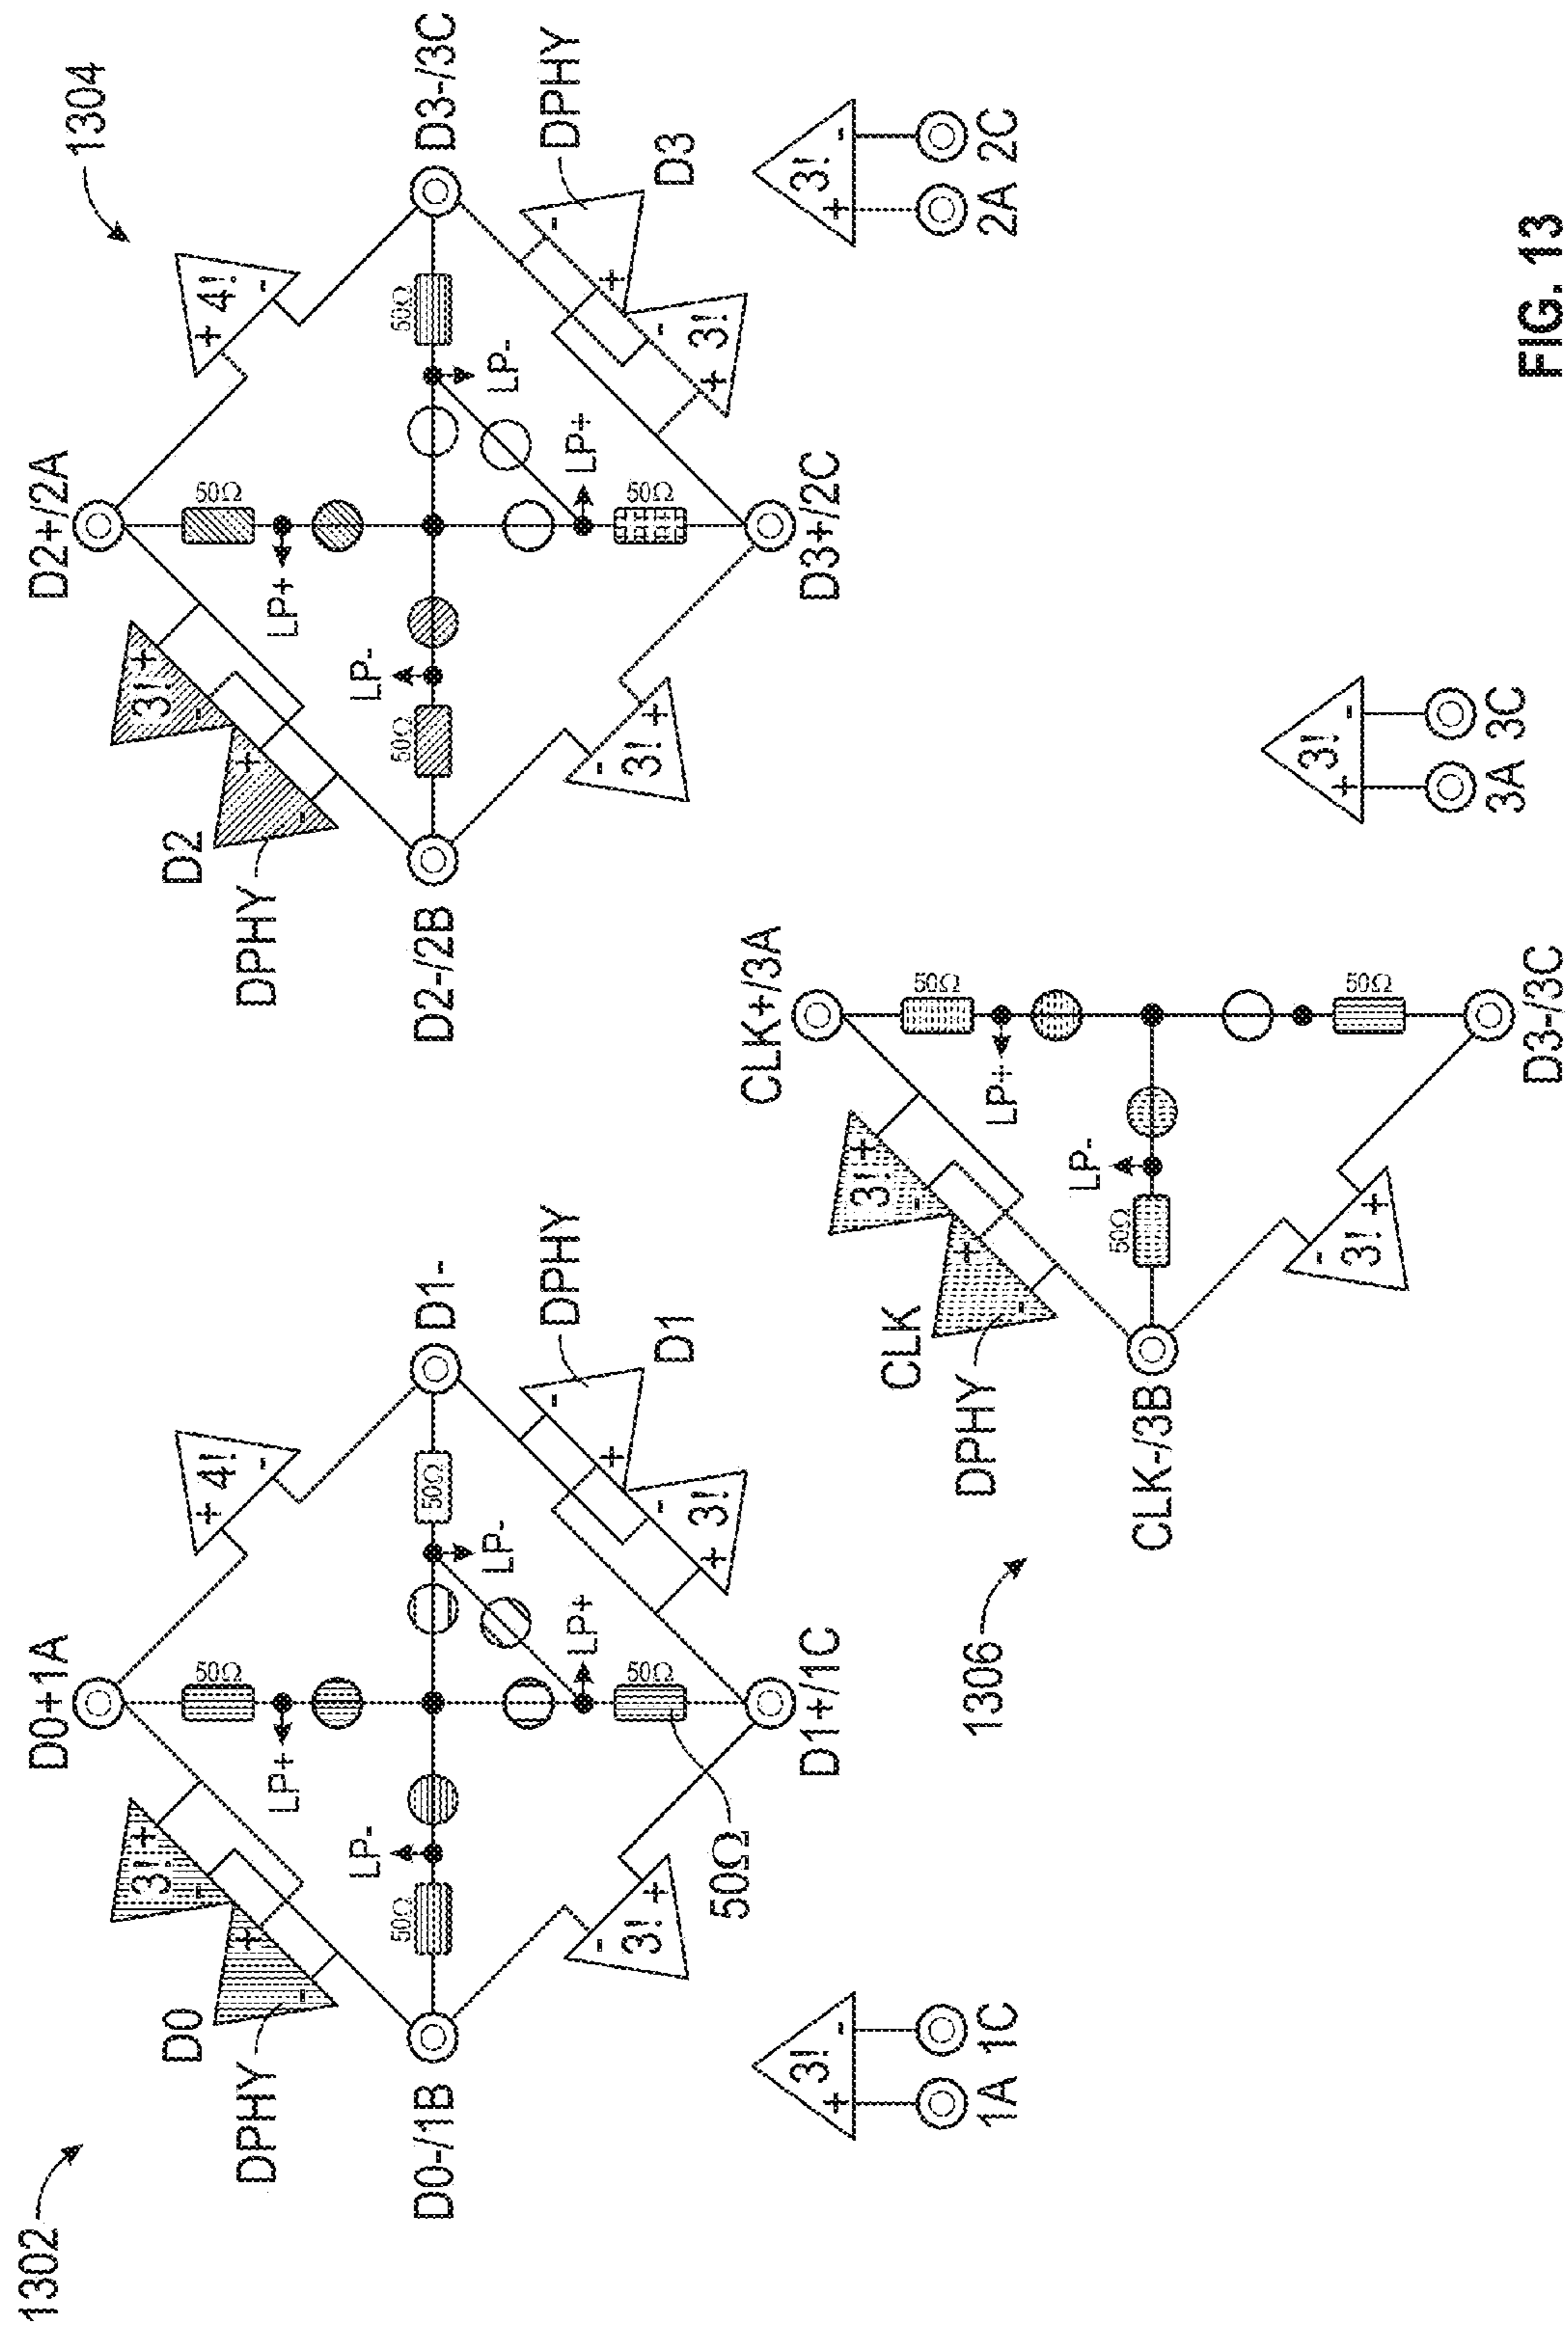 1302
D0+1A
D0
3!
+
-
+
-
DPHY
50Ω
LP+
+ 4!
-
D0-/1B
50Ω
LP-
LP-
50Ω
D1-
LP+
50Ω
50Ω
-
3!
+
D1+/1C
+
-
DPHY
D1
-
+ 3!
3!
+
-
1A
1C
1304
D2+/2A
D2
3!
+
-
+
-
DPHY
50Ω
LP+
+ 4!
-
D2-/2B
50Ω
LP-
LP-
50Ω
D3-/3C
LP+
50Ω
-
3!
+
D3+/2C
+
-
DPHY
D3
-
+ 3!
3!
+
-
2A
2C
1306
CLK+/3A
CLK
3!
+
-
+
-
DPHY
50Ω
LP+
CLK-/3B
50Ω
LP-
50Ω
-
3!
+
D3-/3C
3!
+
-
3A
3C
FIG. 13